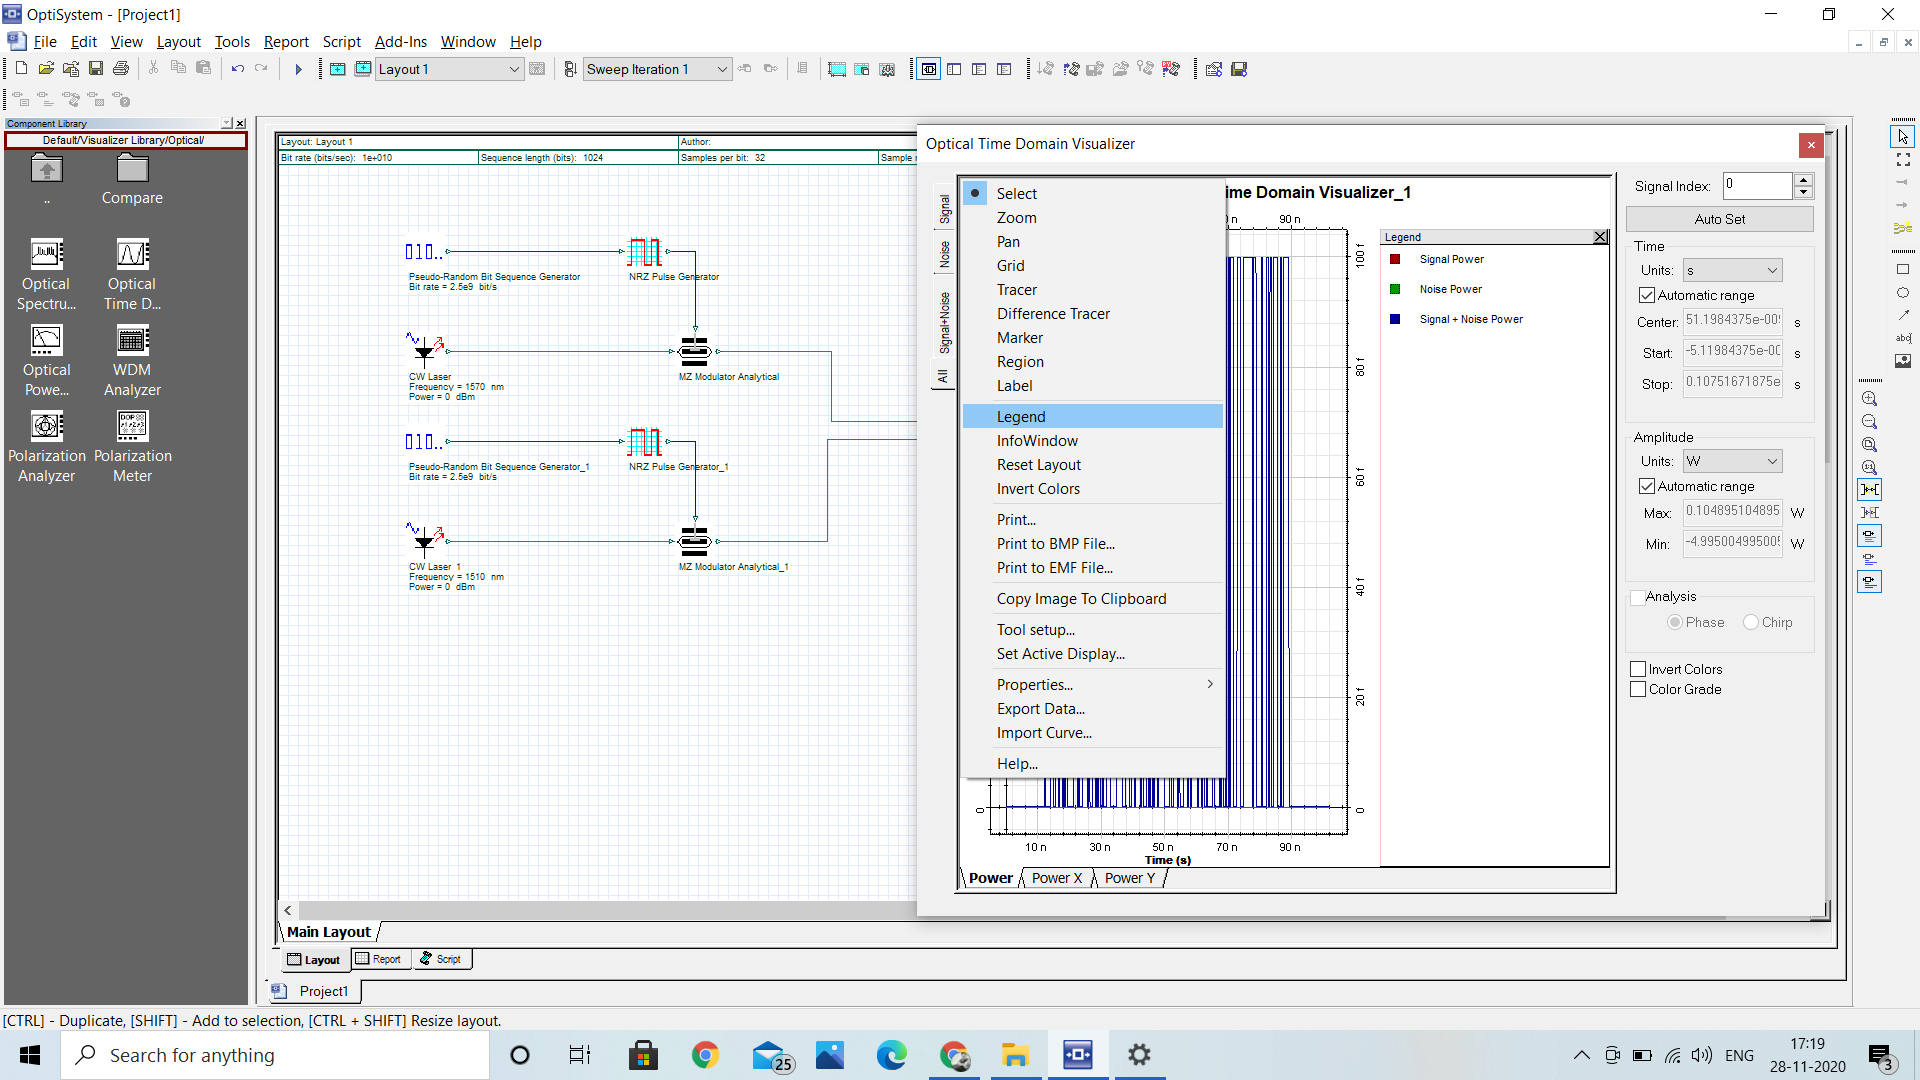 OptiSystem - [Project1]
File Edit View Layout Tools Report Script Add-Ins Window Help
Layout 1
Sweep Iteration 1
Component Library
Default/Visualizer Library/Optical/
..
Compare
Optical Spectru...
Optical Time D...
Optical Powe...
WDM Analyzer
Polarization Analyzer
Polarization Meter
Layout: Layout 1
Author:
Bit rate (bits/sec): 1e+010
Sequence length (bits): 1024
Samples per bit: 32
Sample r
Pseudo-Random Bit Sequence Generator
Bit rate = 2.5e9 bit/s
NRZ Pulse Generator
CW Laser
Frequency = 1570 nm
Power = 0 dBm
MZ Modulator Analytical
Pseudo-Random Bit Sequence Generator_1
Bit rate = 2.5e9 bit/s
NRZ Pulse Generator_1
CW Laser 1
Frequency = 1510 nm
Power = 0 dBm
MZ Modulator Analytical_1
Optical Time Domain Visualizer
Signal
Noise
Signal+Noise
All
Select
Zoom
Pan
Grid
Tracer
Difference Tracer
Marker
Region
Label
Legend
InfoWindow
Reset Layout
Invert Colors
Print...
Print to BMP File...
Print to EMF File...
Copy Image To Clipboard
Tool setup...
Set Active Display...
Properties...
Export Data...
Import Curve...
Help...
ime Domain Visualizer_1
90 n
100 f
80 f
60 f
40 f
20 f
0
0
10 n 30 n 50 n 70 n 90 n
Time (s)
Power Power X Power Y
Legend
Signal Power
Noise Power
Signal + Noise Power
Signal Index: 0
Auto Set
Time
Units: s
Automatic range
Center: 51.1984375e-009 s
Start: -5.11984375e-00 s
Stop: 0.10751671875e s
Amplitude
Units: W
Automatic range
Max: 0.104895104895 W
Min: -4.995004995005 W
Analysis
Phase Chirp
Invert Colors
Color Grade
Main Layout
Layout Report Script
Project1
[CTRL] - Duplicate, [SHIFT] - Add to selection, [CTRL + SHIFT] Resize layout.
Search for anything
25
ENG
17:19
28-11-2020
3